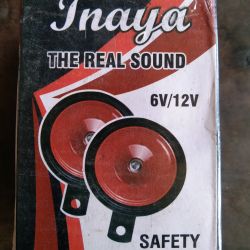 Inaya
THE REAL SOUND
6V/12V
SAFETY